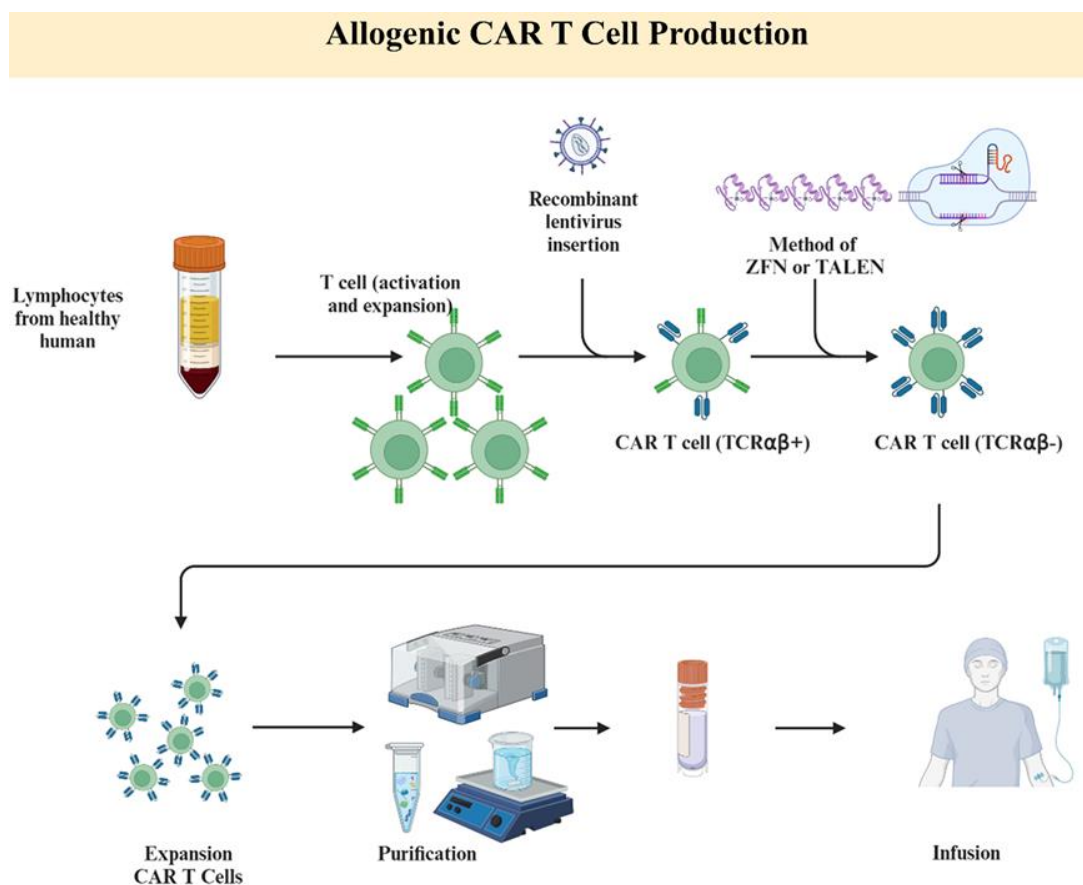 Allogenic CAR T Cell Production
Recombinant
lentivirus
insertion
Method of
ZFN or TALEN
Lymphocytes
from healthy
human
T cell (activation
and expansion)
CAR T cell (TCRαβ+)
CAR T cell (TCRαβ-)
Expansion
CAR T Cells
Purification
Infusion